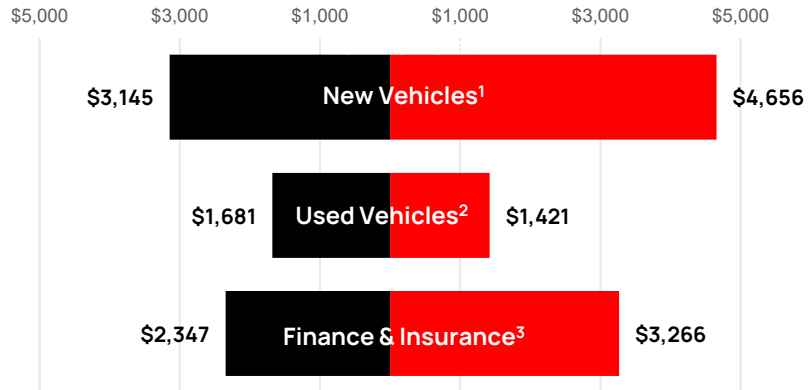 $5,000 $3,000 $1,000 $1,000 $3,000 $5,000
$3,145 New Vehicles¹ $4,656
$1,681 Used Vehicles² $1,421
$2,347 Finance & Insurance³ $3,266